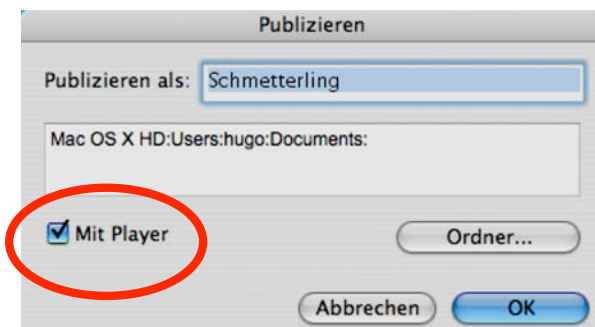 Publizieren
Publizieren als: Schmetterling
Mac OS X HD:Users:hugo:Documents:
Mit Player Ordner...
Abbrechen OK